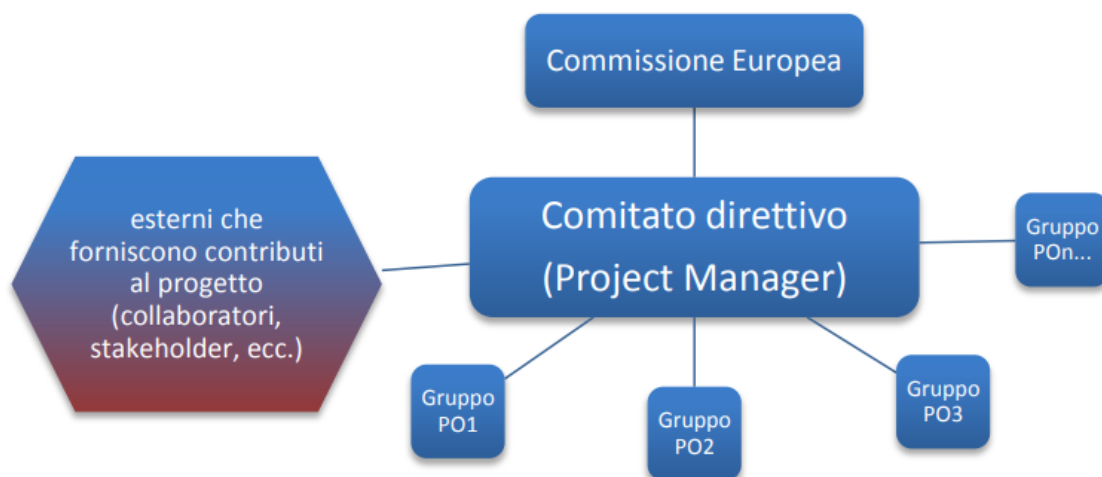 Commissione Europea
esterni che
forniscono contributi
al progetto
(collaboratori,
stakeholder, ecc.)
Comitato direttivo
(Project Manager)
Gruppo
POn...
Gruppo
PO1
Gruppo
PO2
Gruppo
PO3